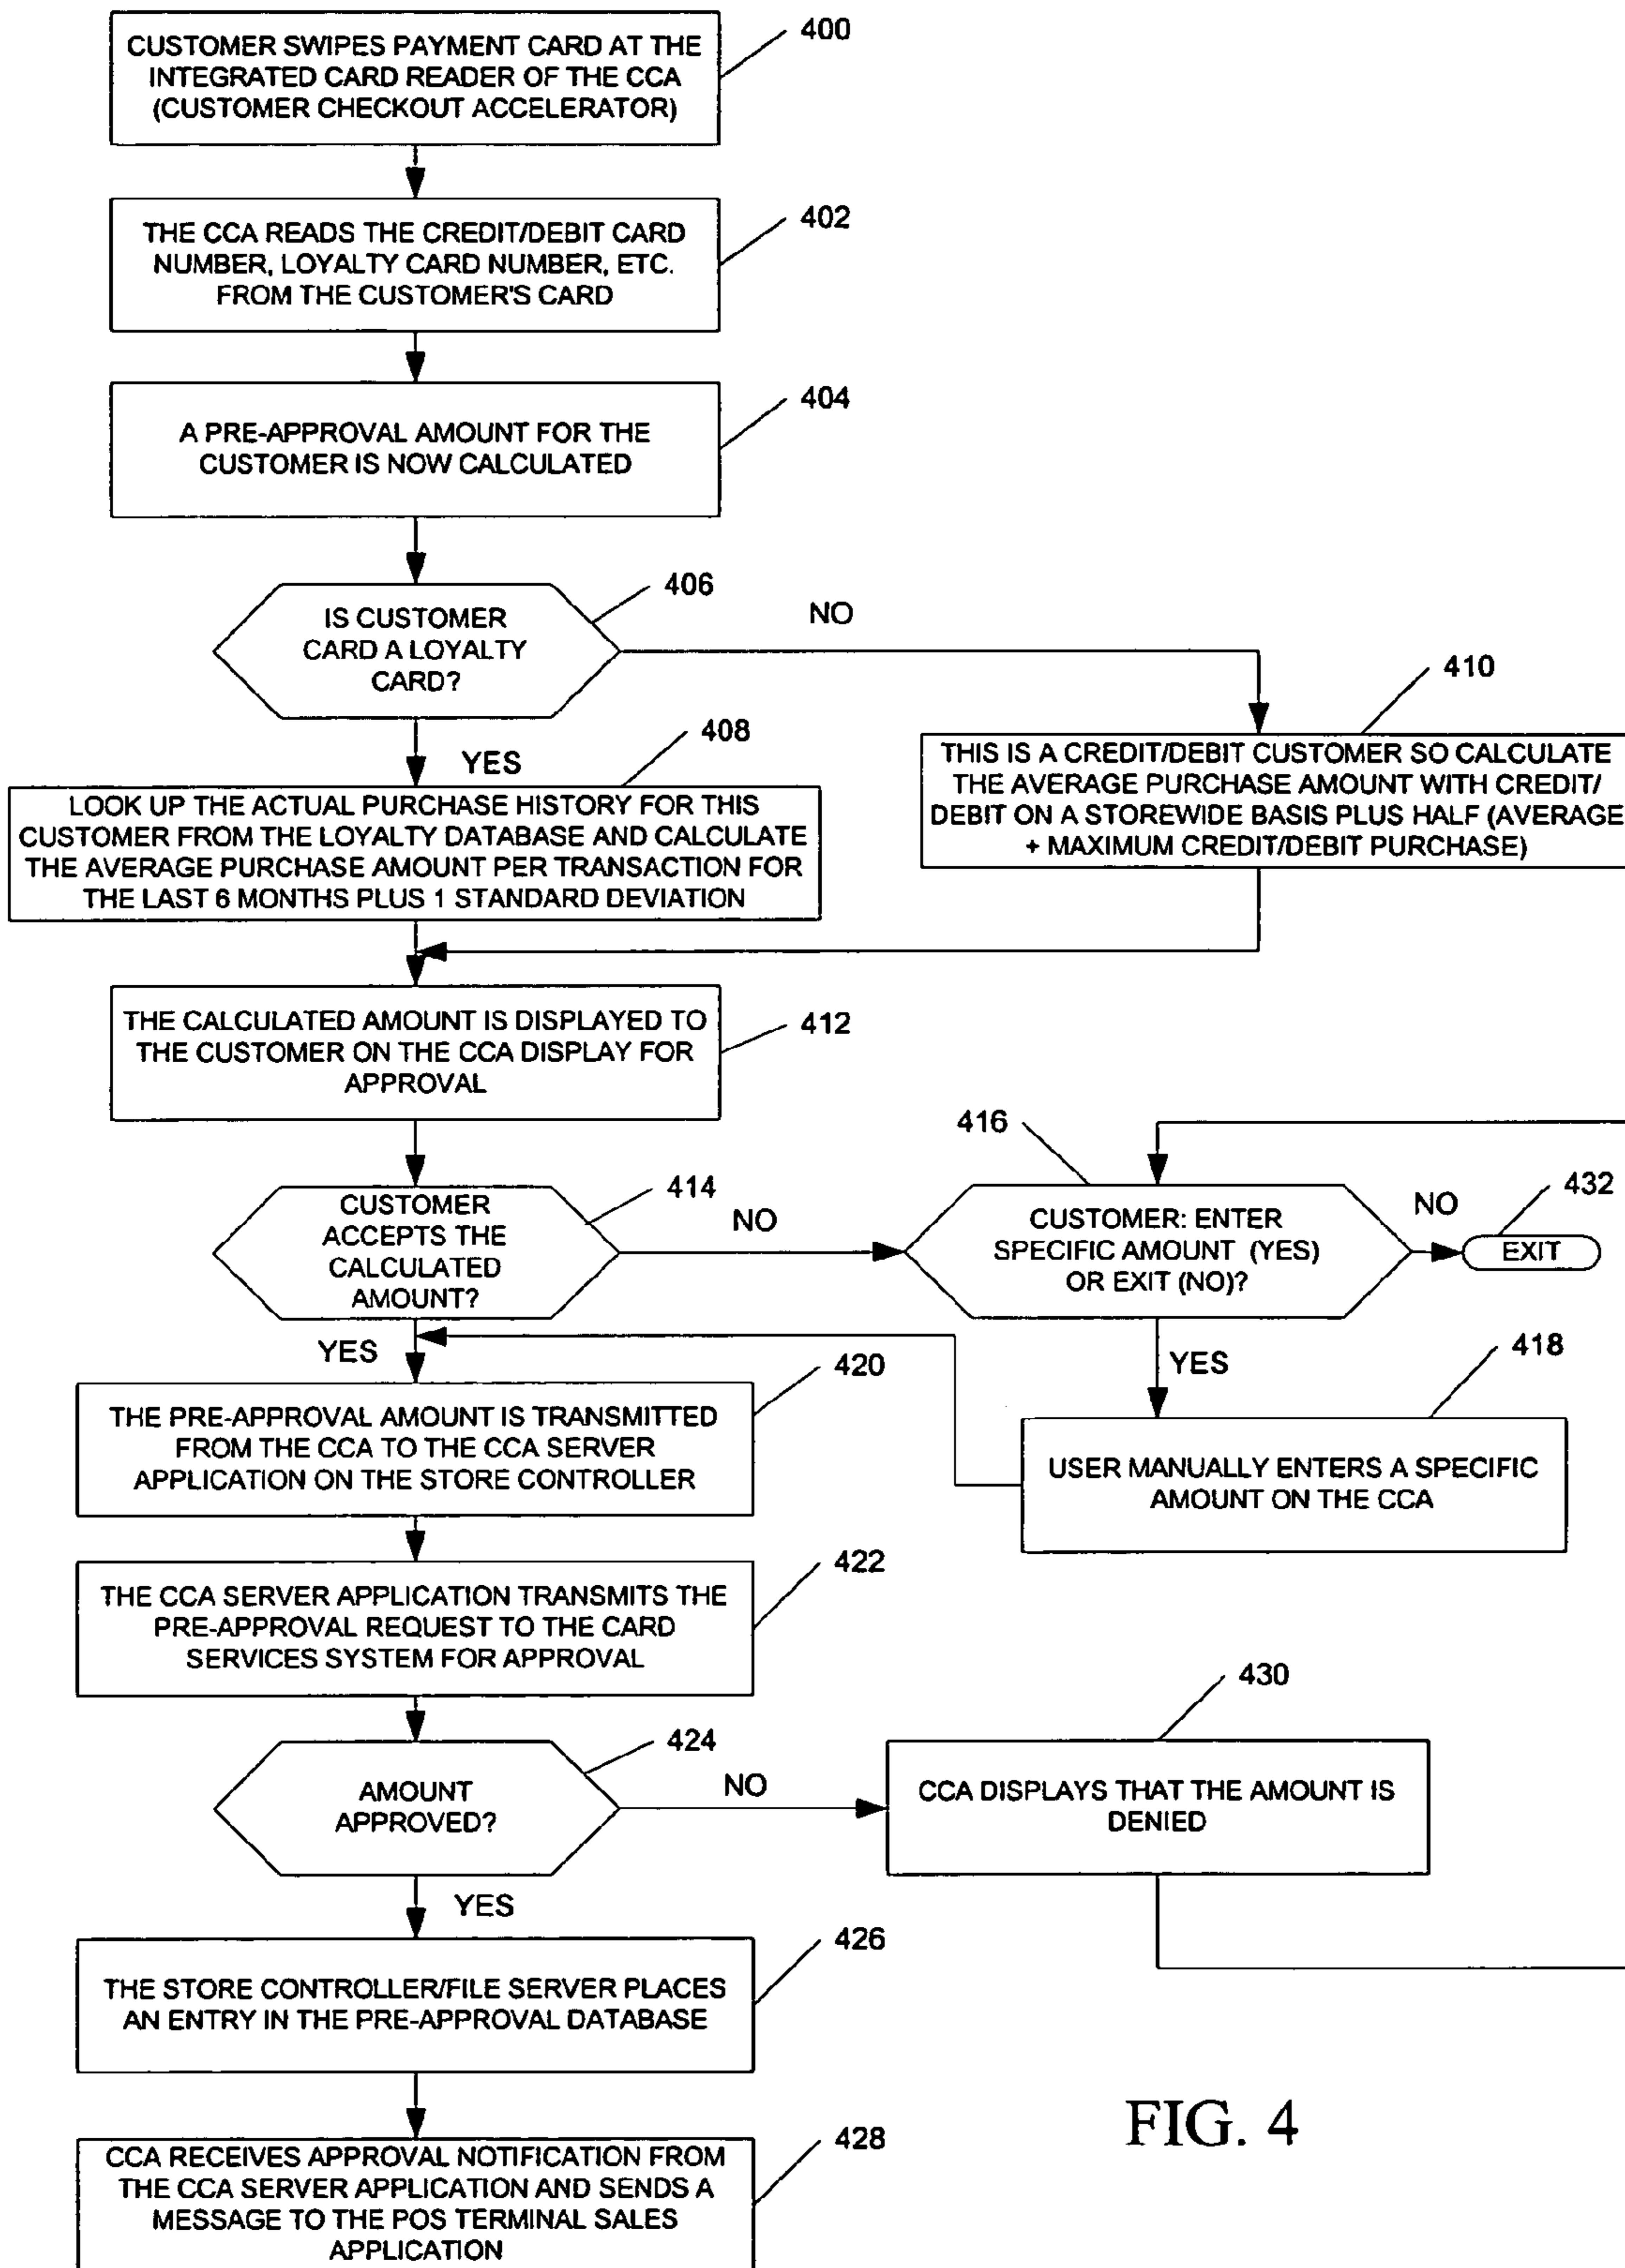 400
CUSTOMER SWIPES PAYMENT CARD AT THE
INTEGRATED CARD READER OF THE CCA
(CUSTOMER CHECKOUT ACCELERATOR)
402
THE CCA READS THE CREDIT/DEBIT CARD
NUMBER, LOYALTY CARD NUMBER, ETC.
FROM THE CUSTOMER'S CARD
404
A PRE-APPROVAL AMOUNT FOR THE
CUSTOMER IS NOW CALCULATED
406
IS CUSTOMER
CARD A LOYALTY
CARD?
NO
YES
408
LOOK UP THE ACTUAL PURCHASE HISTORY FOR THIS
CUSTOMER FROM THE LOYALTY DATABASE AND CALCULATE
THE AVERAGE PURCHASE AMOUNT PER TRANSACTION FOR
THE LAST 6 MONTHS PLUS 1 STANDARD DEVIATION
410
THIS IS A CREDIT/DEBIT CUSTOMER SO CALCULATE
THE AVERAGE PURCHASE AMOUNT WITH CREDIT/
DEBIT ON A STOREWIDE BASIS PLUS HALF (AVERAGE
+ MAXIMUM CREDIT/DEBIT PURCHASE)
412
THE CALCULATED AMOUNT IS DISPLAYED TO
THE CUSTOMER ON THE CCA DISPLAY FOR
APPROVAL
414
CUSTOMER
ACCEPTS THE
CALCULATED
AMOUNT?
NO
YES
416
CUSTOMER: ENTER
SPECIFIC AMOUNT (YES)
OR EXIT (NO)?
NO
432
EXIT
YES
418
USER MANUALLY ENTERS A SPECIFIC
AMOUNT ON THE CCA
420
THE PRE-APPROVAL AMOUNT IS TRANSMITTED
FROM THE CCA TO THE CCA SERVER
APPLICATION ON THE STORE CONTROLLER
422
THE CCA SERVER APPLICATION TRANSMITS THE
PRE-APPROVAL REQUEST TO THE CARD
SERVICES SYSTEM FOR APPROVAL
424
AMOUNT
APPROVED?
NO
430
CCA DISPLAYS THAT THE AMOUNT IS
DENIED
YES
426
THE STORE CONTROLLER/FILE SERVER PLACES
AN ENTRY IN THE PRE-APPROVAL DATABASE
428
CCA RECEIVES APPROVAL NOTIFICATION FROM
THE CCA SERVER APPLICATION AND SENDS A
MESSAGE TO THE POS TERMINAL SALES
APPLICATION
FIG. 4